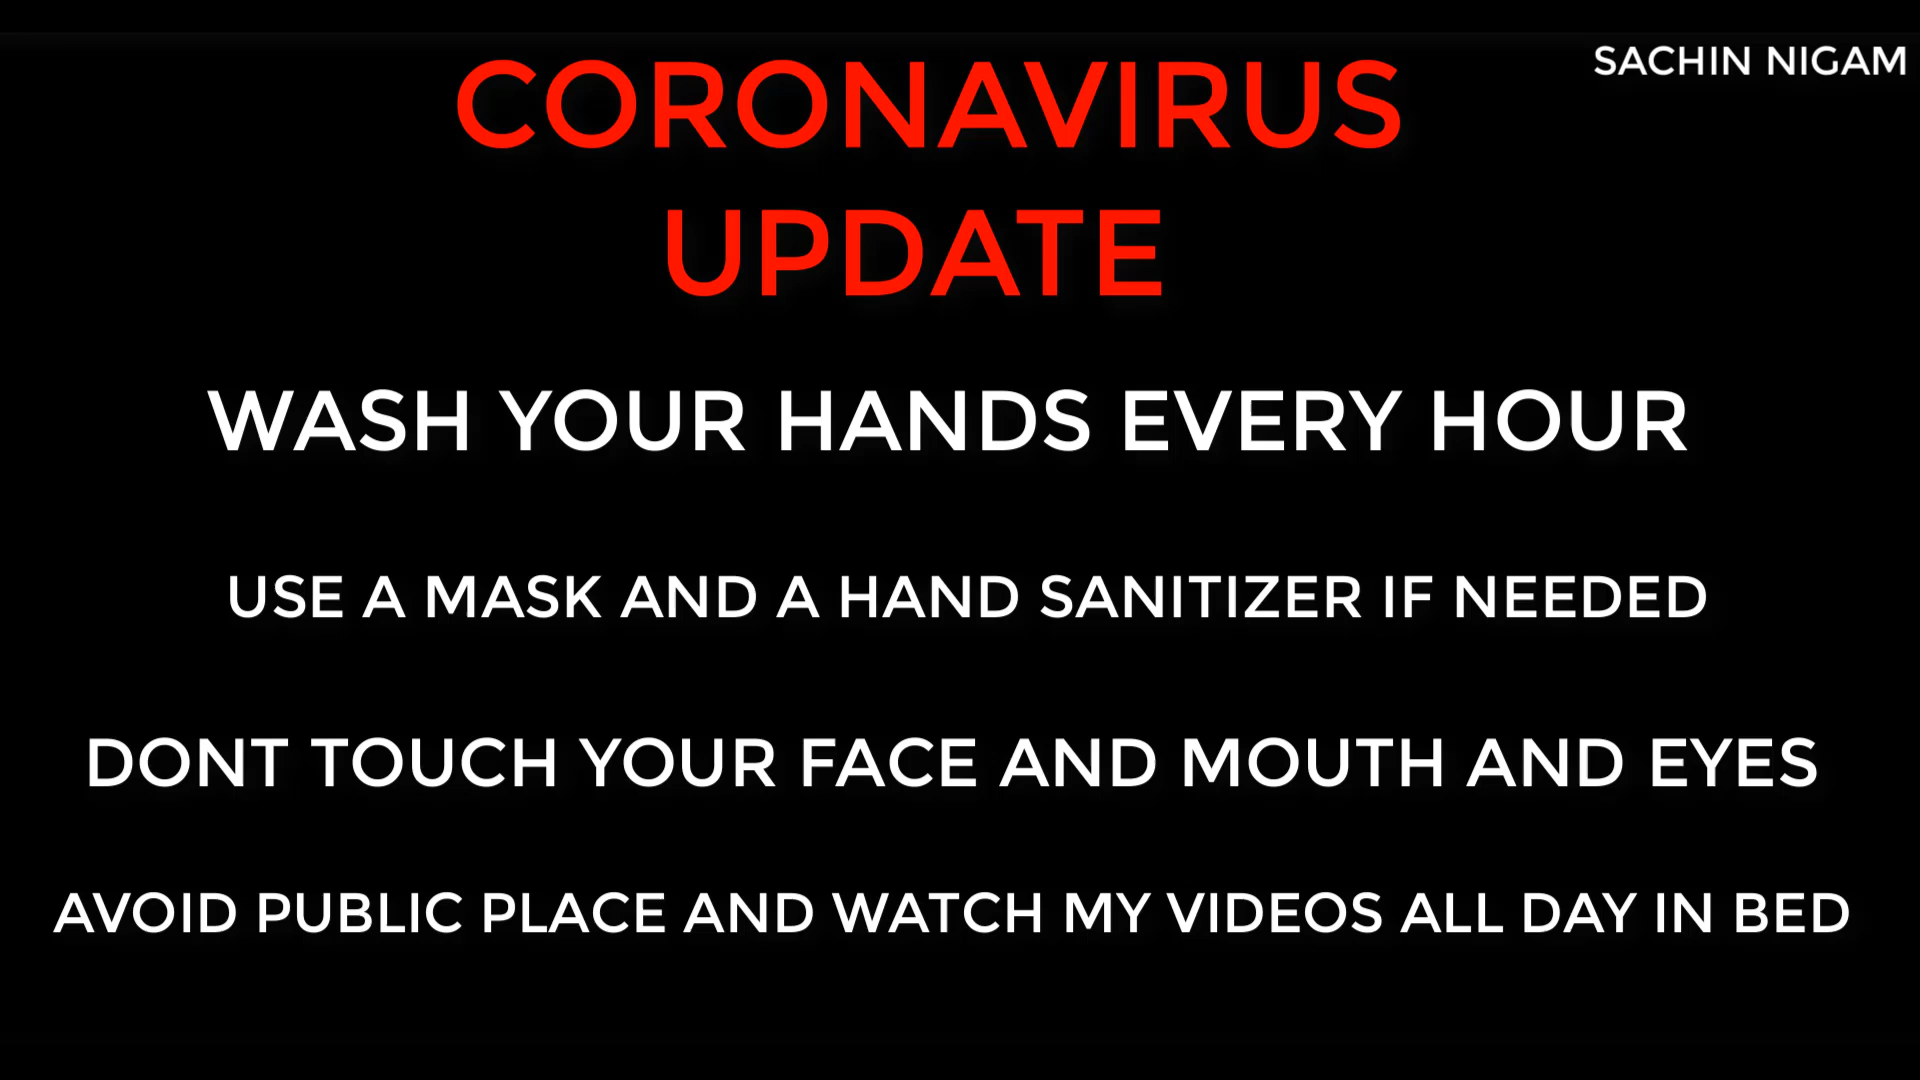 SACHIN NIGAM
CORONAVIRUS
UPDATE
WASH YOUR HANDS EVERY HOUR
USE A MASK AND A HAND SANITIZER IF NEEDED
DONT TOUCH YOUR FACE AND MOUTH AND EYES
AVOID PUBLIC PLACE AND WATCH MY VIDEOS ALL DAY IN BED